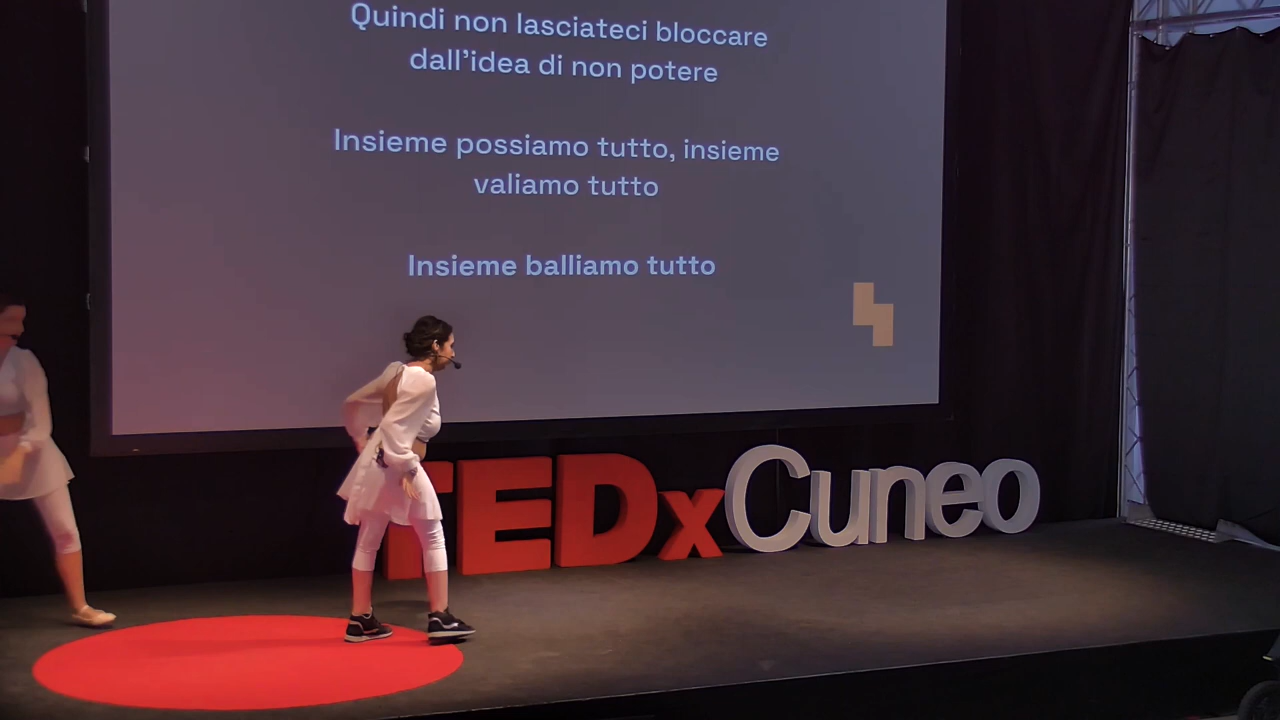 Quindi non lasciateci bloccare
dall'idea di non potere
Insieme possiamo tutto, insieme
valiamo tutto
Insieme balliamo tutto
TEDxCuneo